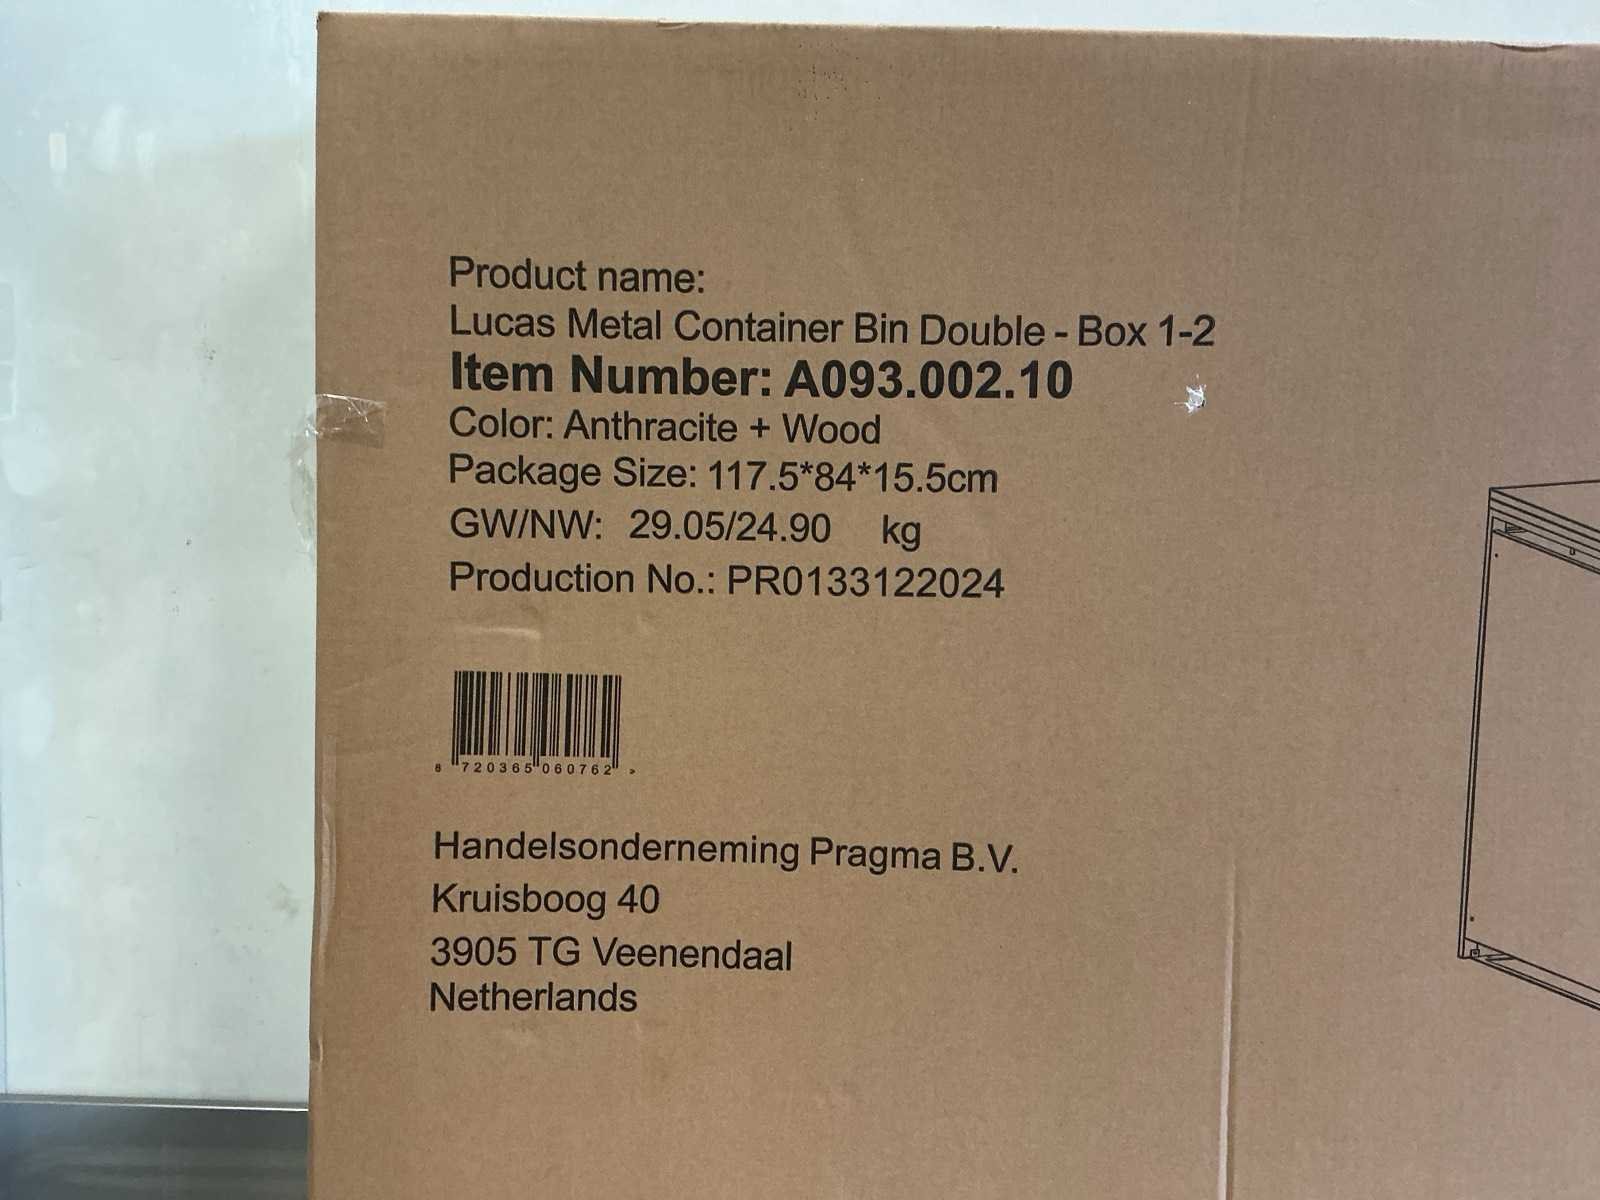 Product name:
Lucas Metal Container Bin Double - Box 1-2
Item Number: A093.002.10
Color: Anthracite + Wood
Package Size: 117.5*84*15.5cm
GW/NW: 29.05/24.90 kg
Production No.: PR0133122024
8 720365 060762 >
Handelsonderneming Pragma B.V.
Kruisboog 40
3905 TG Veenendaal
Netherlands